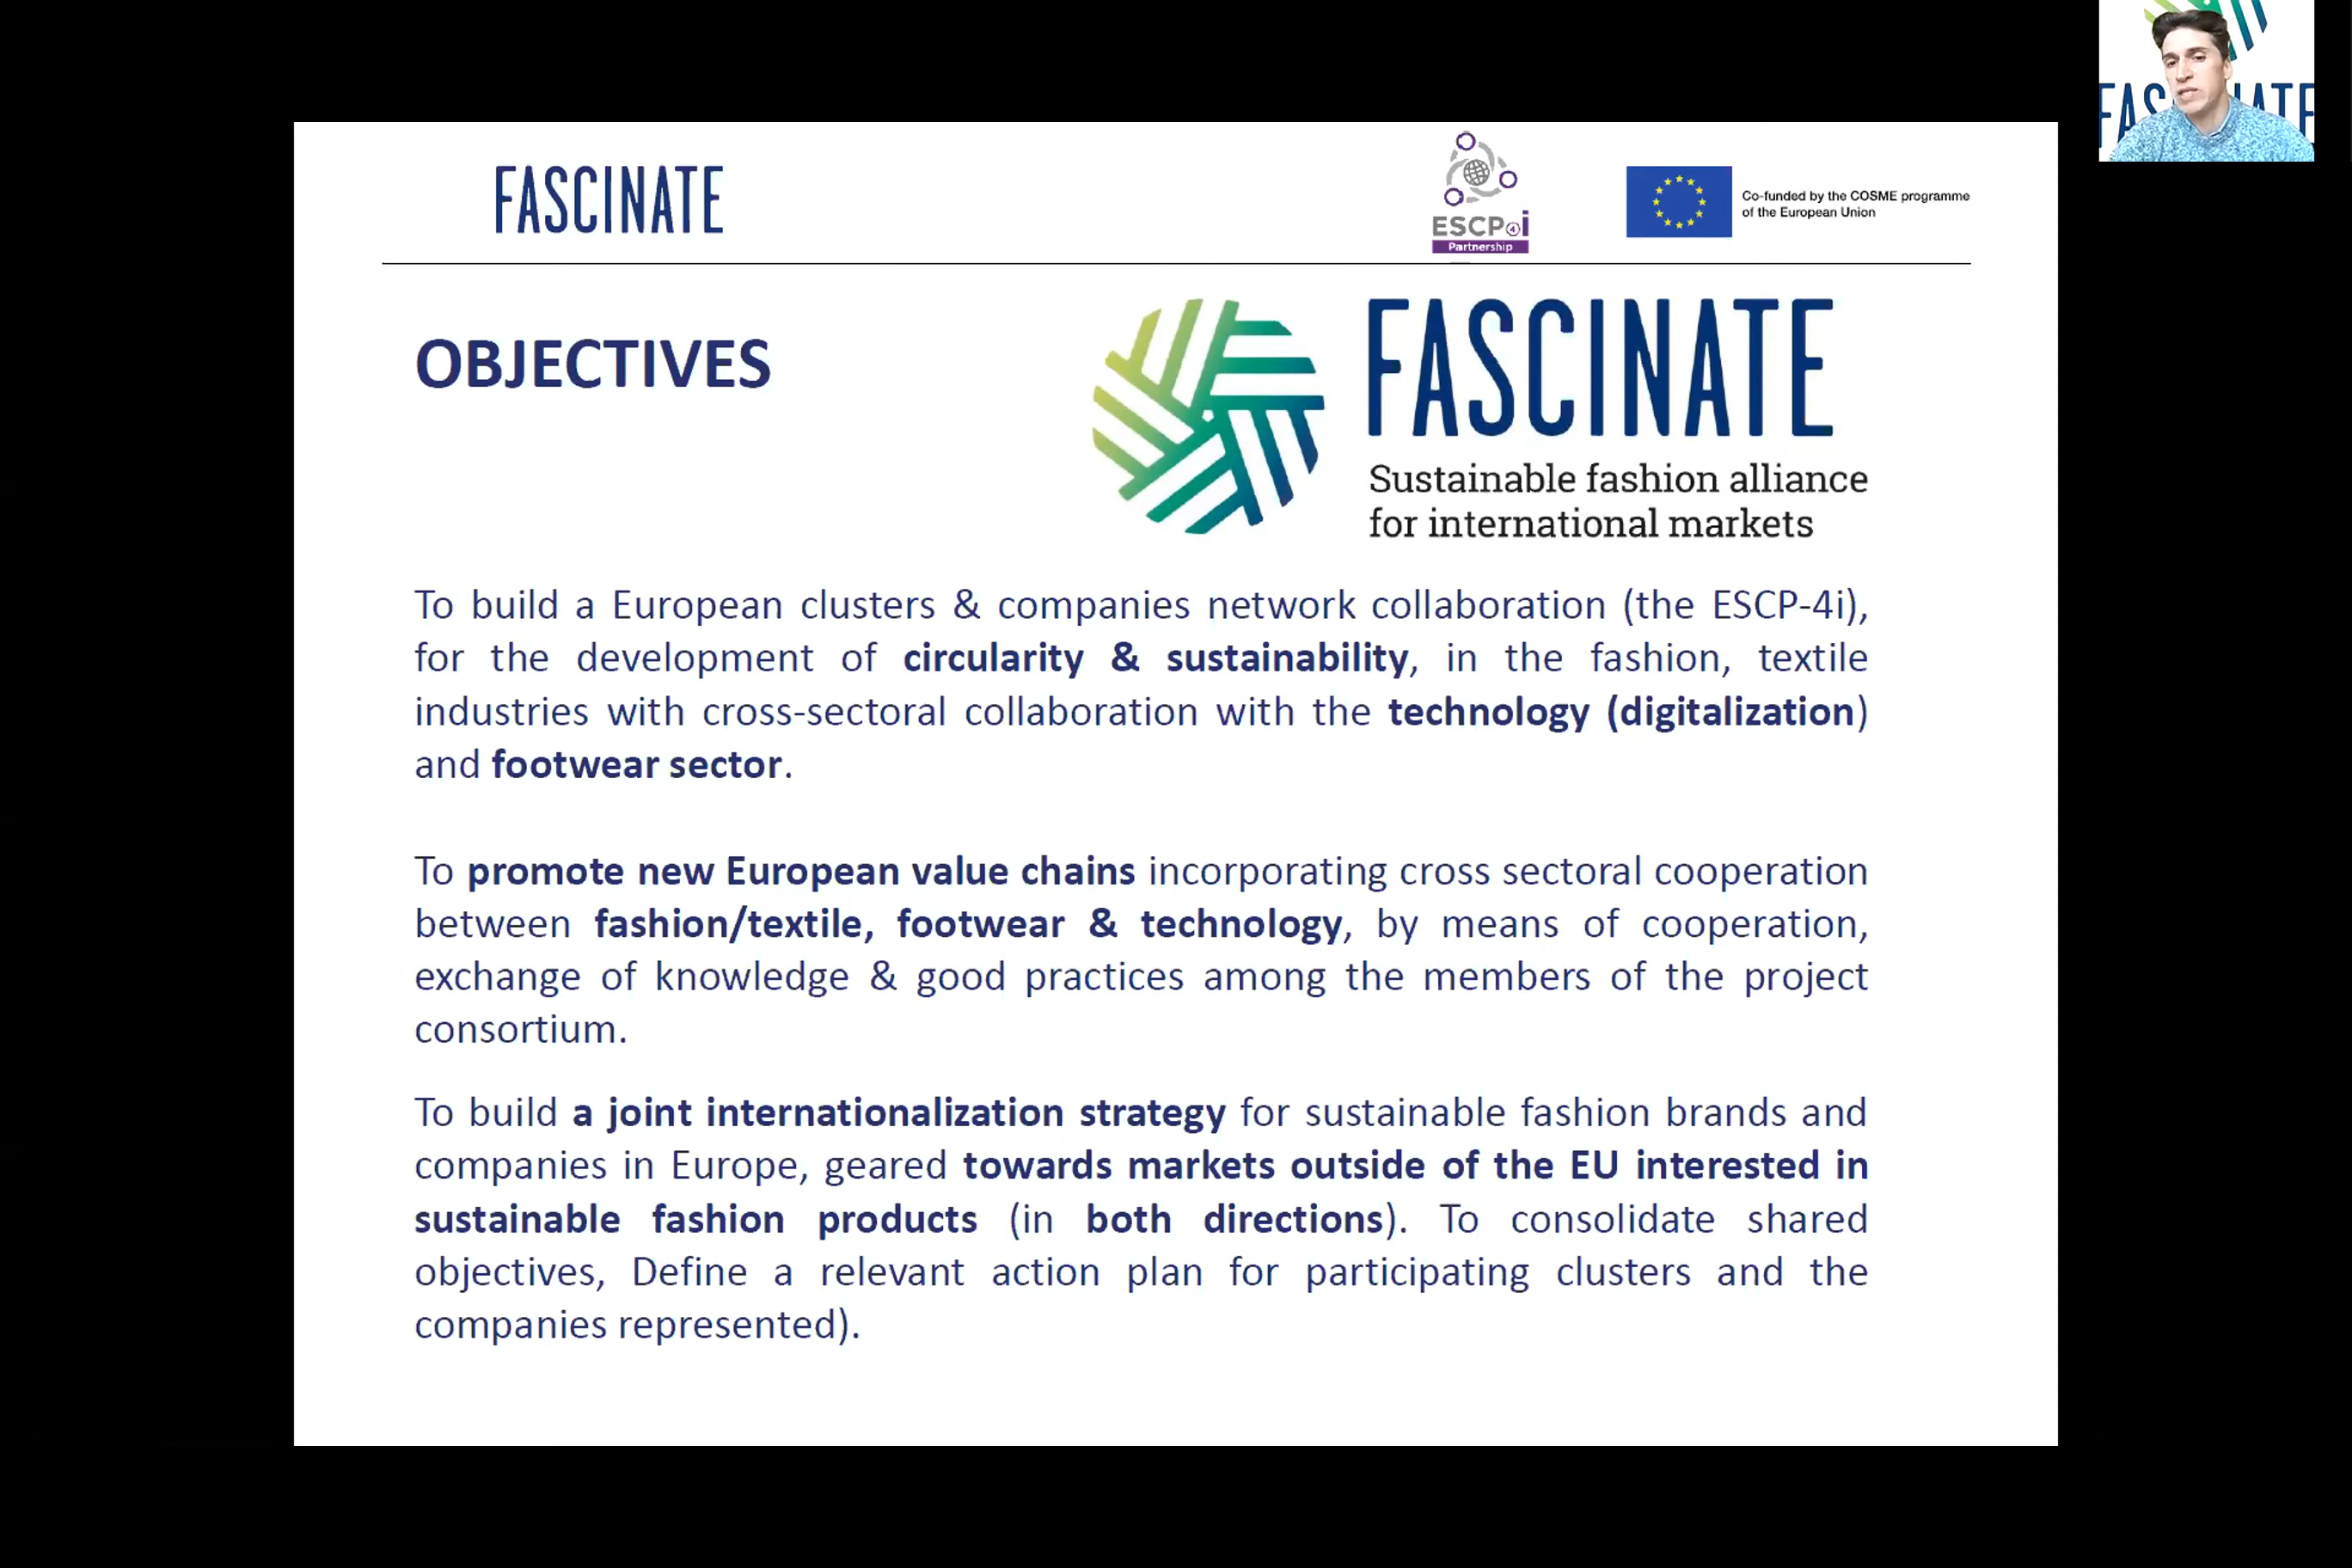 FASCINATE
ESCP4i
Partnership
Co-funded by the COSME programme
of the European Union
OBJECTIVES
FASCINATE
Sustainable fashion alliance
for international markets
To build a European clusters & companies network collaboration (the ESCP-4i),
for the development of circularity & sustainability, in the fashion, textile
industries with cross-sectoral collaboration with the technology (digitalization)
and footwear sector.
To promote new European value chains incorporating cross sectoral cooperation
between fashion/textile, footwear & technology, by means of cooperation,
exchange of knowledge & good practices among the members of the project
consortium.
To build a joint internationalization strategy for sustainable fashion brands and
companies in Europe, geared towards markets outside of the EU interested in
sustainable fashion products (in both directions). To consolidate shared
objectives, Define a relevant action plan for participating clusters and the
companies represented).